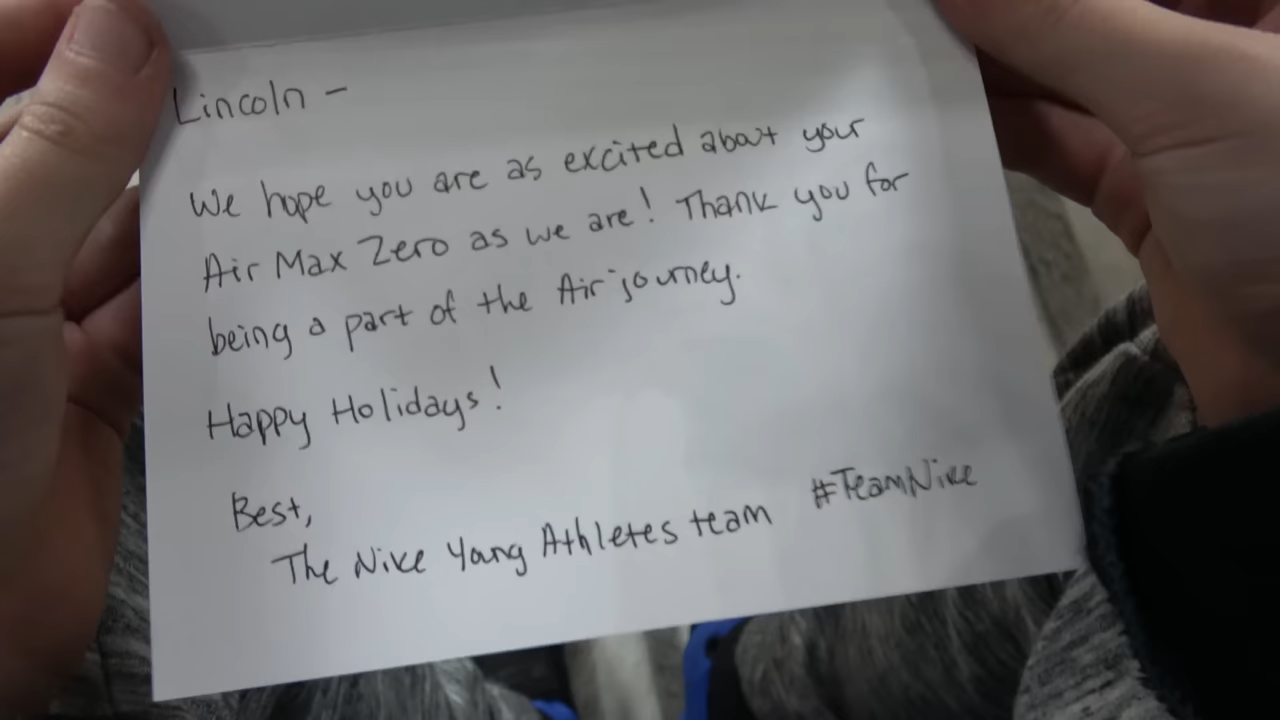 Lincoln -
We hope you are as excited about your
Air Max Zero as we are! Thank you for
being a part of the Air journey.
Happy Holidays!
Best,
The Nike Young Athletes team #TeamNike